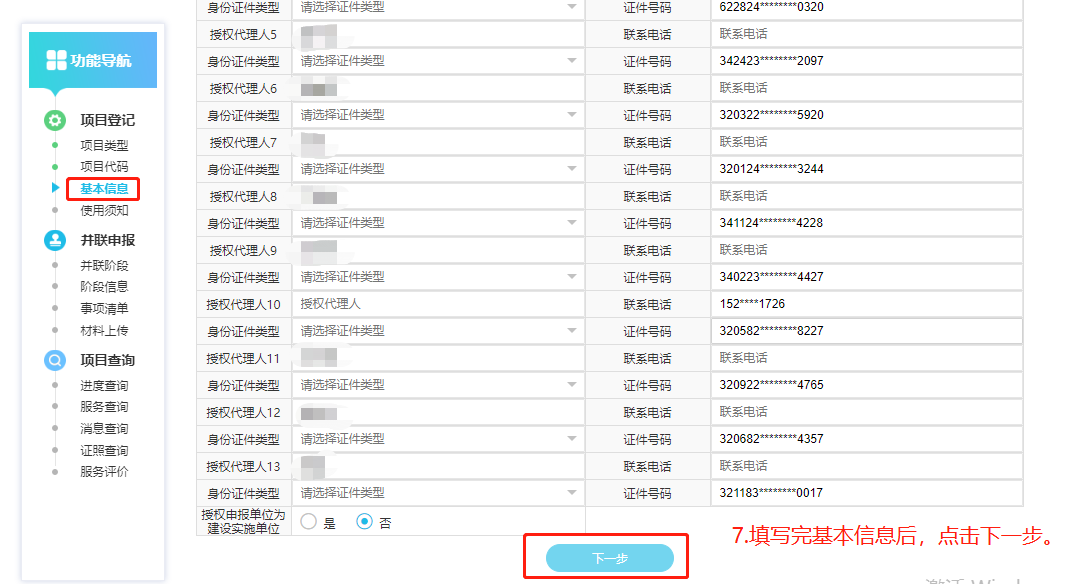 功能导航
项目登记
项目类型
项目代码
基本信息
使用须知
并联申报
并联阶段
阶段信息
事项清单
材料上传
项目查询
进度查询
服务查询
消息查询
证照查询
服务评价
身份证件类型 请选择证件类型 证件号码 622824********0320
授权代理人5 联系电话 联系电话
身份证件类型 请选择证件类型 证件号码 342423********2097
授权代理人6 联系电话 联系电话
身份证件类型 请选择证件类型 证件号码 320322********5920
授权代理人7 联系电话 联系电话
身份证件类型 请选择证件类型 证件号码 320124********3244
授权代理人8 联系电话 联系电话
身份证件类型 请选择证件类型 证件号码 341124********4228
授权代理人9 联系电话 联系电话
身份证件类型 请选择证件类型 证件号码 340223********4427
授权代理人10 授权代理人 联系电话 152****1726
身份证件类型 请选择证件类型 证件号码 320582********8227
授权代理人11 联系电话 联系电话
身份证件类型 请选择证件类型 证件号码 320922********4765
授权代理人12 联系电话 联系电话
身份证件类型 请选择证件类型 证件号码 320682********4357
授权代理人13 联系电话 联系电话
身份证件类型 请选择证件类型 证件号码 321183********0017
授权申报单位为
建设实施单位 是 否
下一步
7.填写完基本信息后，点击下一步。